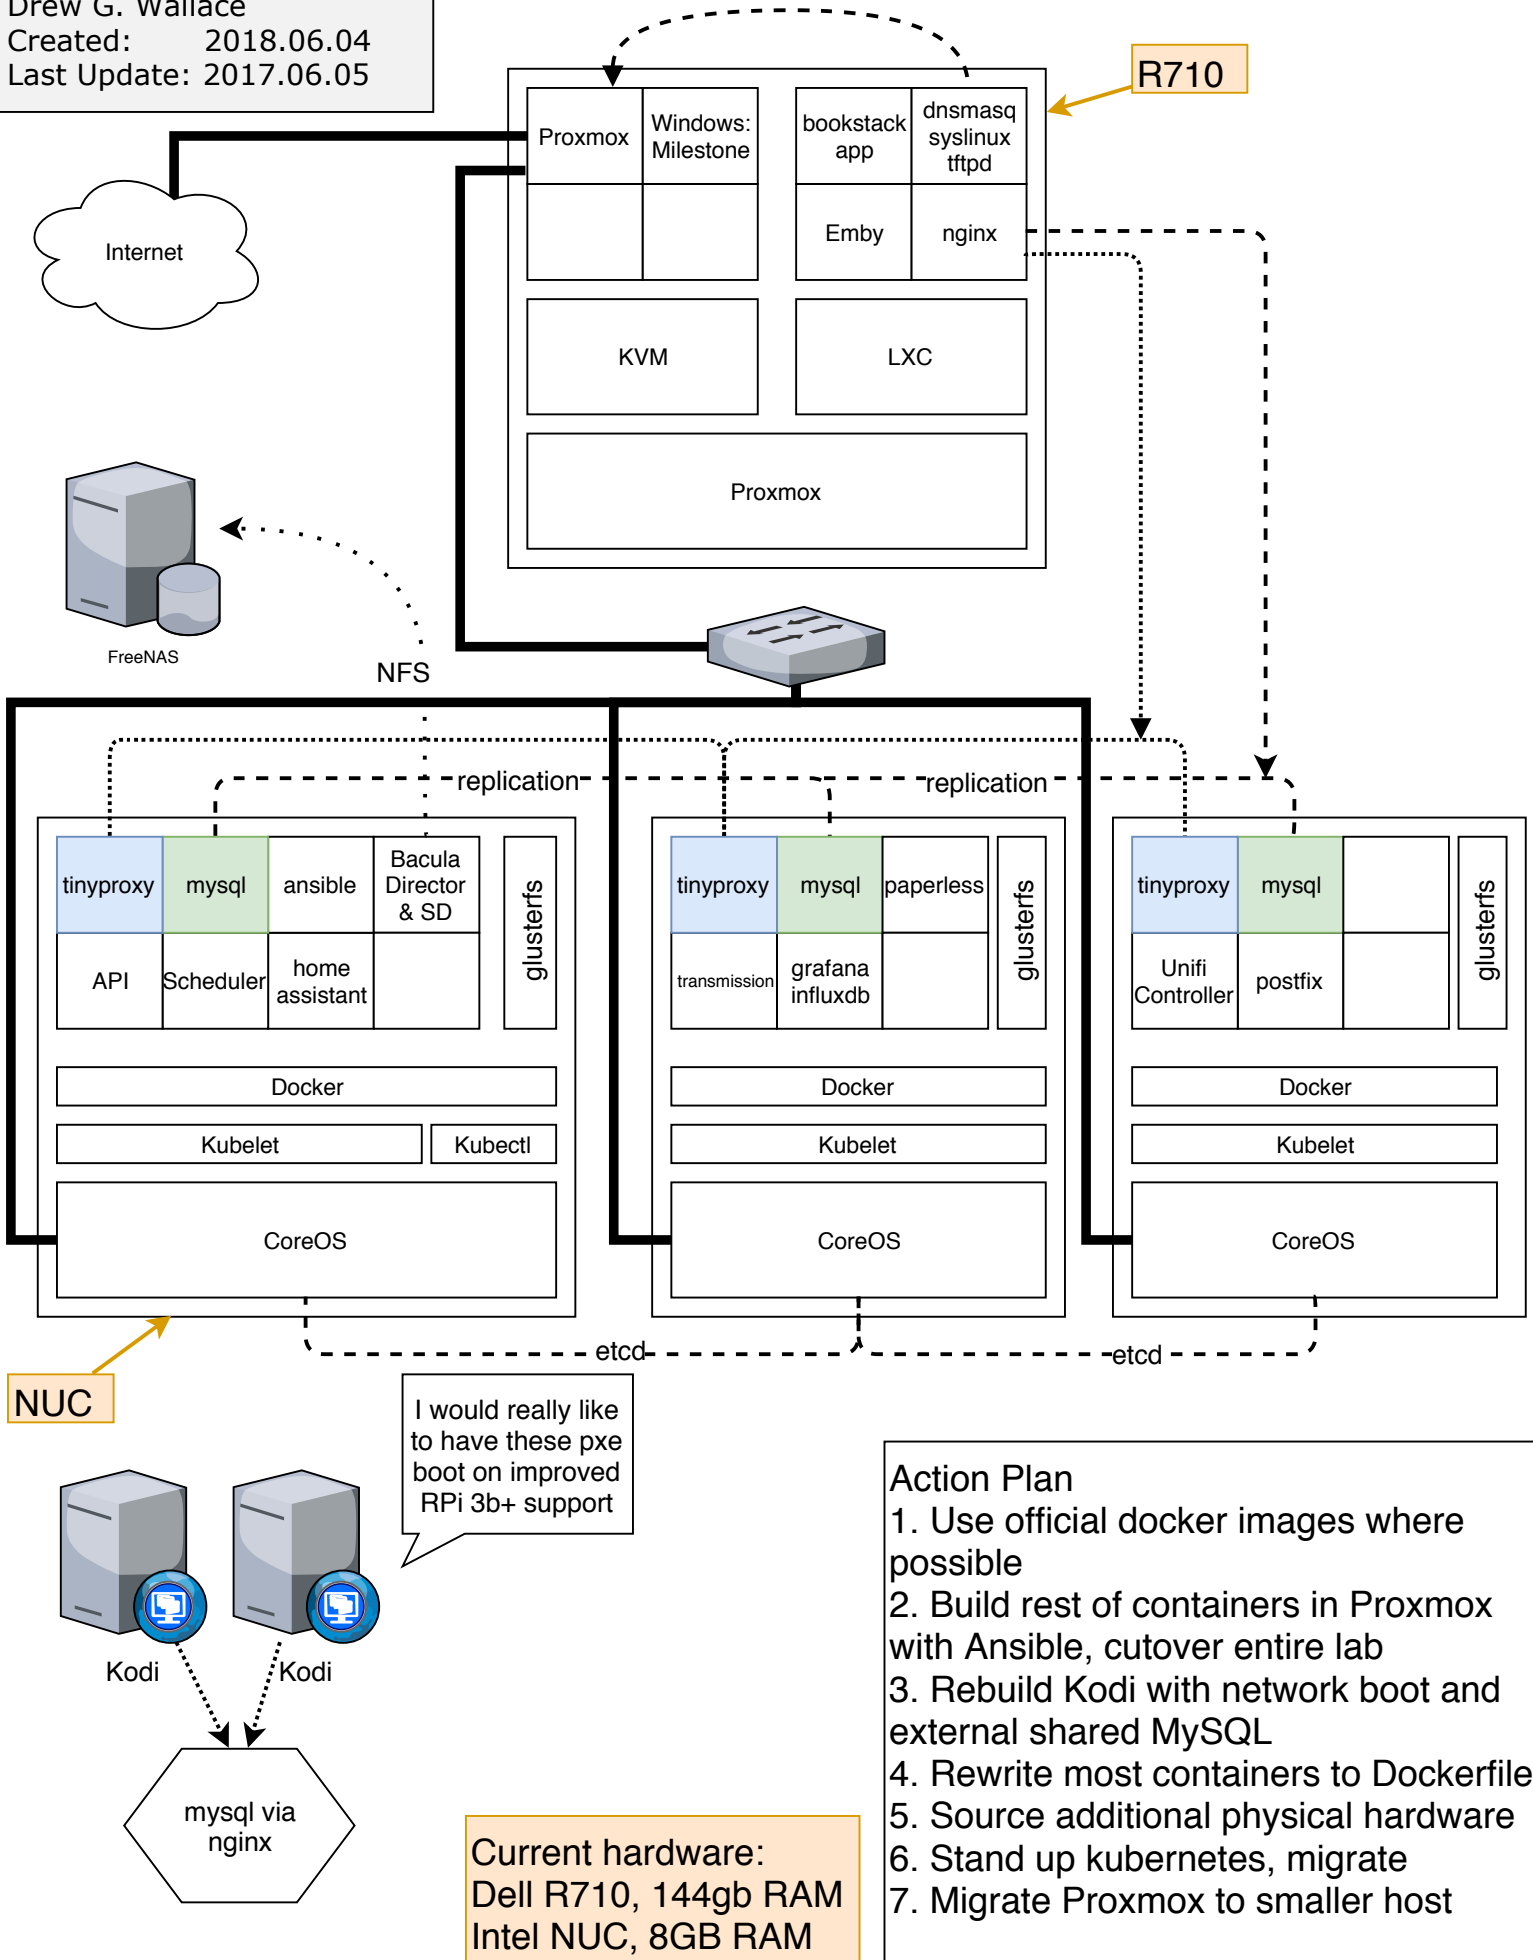 Drew G. Wallace
Created: 2018.06.04
Last Update: 2017.06.05
R710
Proxmox
Windows:
Milestone
bookstack
app
dnsmasq
syslinux
tftpd
Emby
nginx
Internet
KVM
LXC
Proxmox
FreeNAS
NFS
replication
replication
tinyproxy
mysql
ansible
Bacula
Director
& SD
glusterfs
API
Scheduler
home
assistant
Docker
Kubelet
Kubectl
CoreOS
tinyproxy
mysql
paperless
glusterfs
transmission
grafana
influxdb
Docker
Kubelet
CoreOS
tinyproxy
mysql
glusterfs
Unifi
Controller
postfix
Docker
Kubelet
CoreOS
etcd
etcd
NUC
I would really like
to have these pxe
boot on improved
RPi 3b+ support
Kodi
Kodi
mysql via
nginx
Current hardware:
Dell R710, 144gb RAM
Intel NUC, 8GB RAM
Action Plan
1. Use official docker images where
possible
2. Build rest of containers in Proxmox
with Ansible, cutover entire lab
3. Rebuild Kodi with network boot and
external shared MySQL
4. Rewrite most containers to Dockerfile
5. Source additional physical hardware
6. Stand up kubernetes, migrate
7. Migrate Proxmox to smaller host